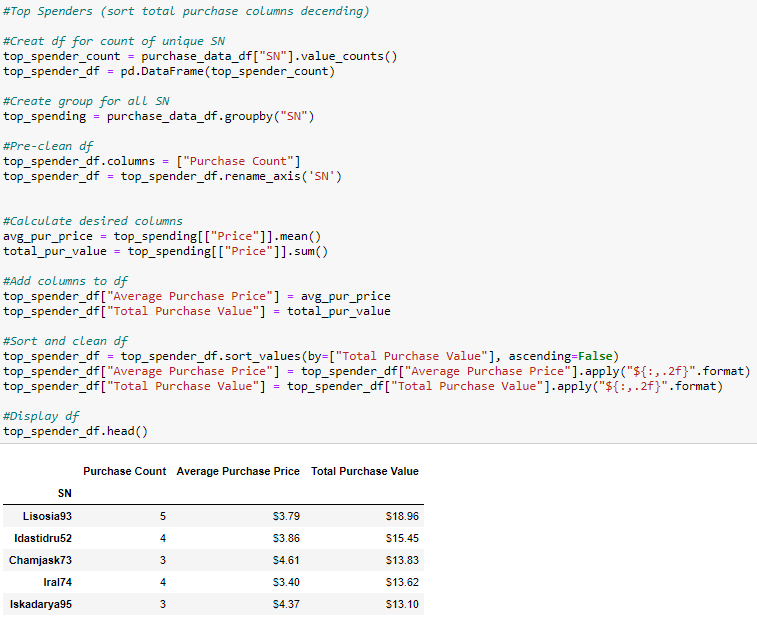 #Top Spenders (sort total purchase columns decending)
#Creat df for count of unique SN
top_spender_count = purchase_data_df["SN"].value_counts()
top_spender_df = pd.DataFrame(top_spender_count)
#Create group for all SN
top_spending = purchase_data_df.groupby("SN")
#Pre-clean df
top_spender_df.columns = ["Purchase Count"]
top_spender_df = top_spender_df.rename_axis('SN')
#Calculate desired columns
avg_pur_price = top_spending[["Price"]].mean()
total_pur_value = top_spending[["Price"]].sum()
#Add columns to df
top_spender_df["Average Purchase Price"] = avg_pur_price
top_spender_df["Total Purchase Value"] = total_pur_value
#Sort and clean df
top_spender_df = top_spender_df.sort_values(by=["Total Purchase Value"], ascending=False)
top_spender_df["Average Purchase Price"] = top_spender_df["Average Purchase Price"].apply("${:,.2f}".format)
top_spender_df["Total Purchase Value"] = top_spender_df["Total Purchase Value"].apply("${:,.2f}".format)
#Display df
top_spender_df.head()
Purchase Count Average Purchase Price Total Purchase Value
SN
Lisosia93 5 $3.79 $18.96
Idastidru52 4 $3.86 $15.45
Chamjask73 3 $4.61 $13.83
Iral74 4 $3.40 $13.62
Iskadarya95 3 $4.37 $13.10